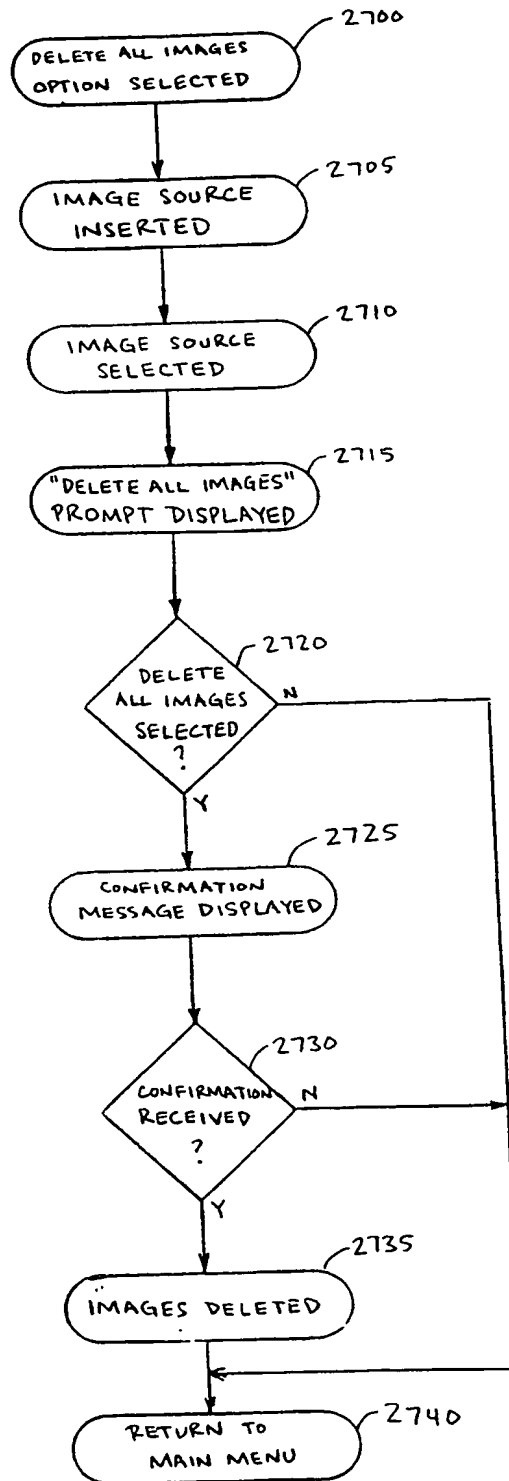 2700
DELETE ALL IMAGES
OPTION SELECTED
2705
IMAGE SOURCE
INSERTED
2710
IMAGE SOURCE
SELECTED
2715
"DELETE ALL IMAGES"
PROMPT DISPLAYED
2720
DELETE
ALL IMAGES
SELECTED
?
N
Y
2725
CONFIRMATION
MESSAGE DISPLAYED
2730
CONFIRMATION
RECEIVED
?
N
Y
2735
IMAGES DELETED
2740
RETURN TO
MAIN MENU